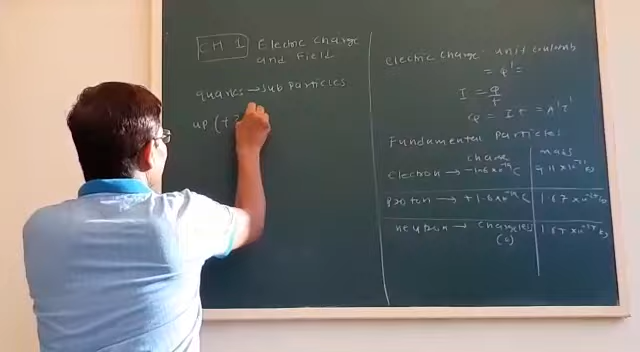 CH 1 Electric charge
and Field
quarks → sub particles
up (+2
electric charge - unit coulomb
= q' =
I = q/t
q = It = A'T'
Fundamental Particles
charge mass
electron → -1.6×10⁻¹⁹ C 9.11 × 10⁻³¹ kg
proton → +1.6×10⁻¹⁹ C 1.67 × 10⁻²⁷ kg
neutron → chargeless 1.67 × 10⁻²⁷ kg
(0)